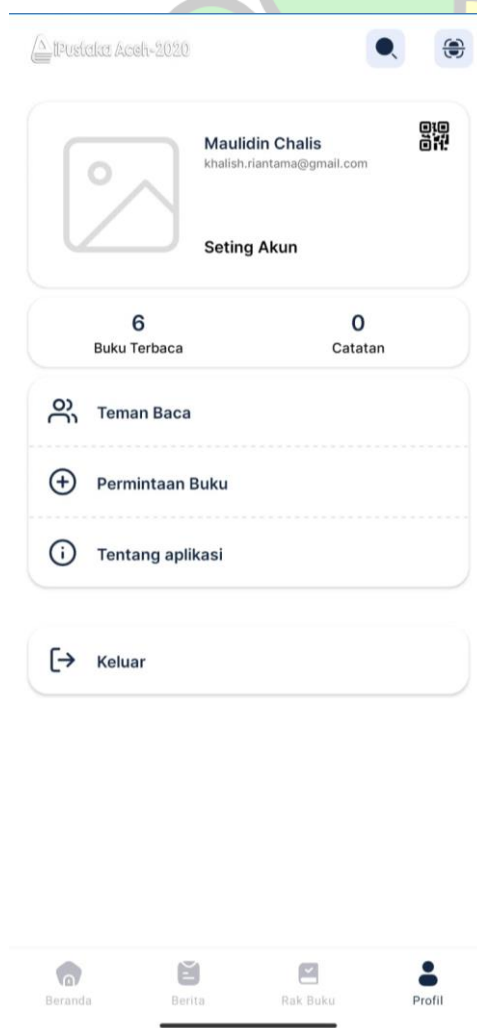 iPustaka Aceh-2020
Maulidin Chalis
khalish.riantama@gmail.com
Seting Akun
6
Buku Terbaca
0
Catatan
Teman Baca
Permintaan Buku
Tentang aplikasi
Keluar
Beranda
Berita
Rak Buku
Profil